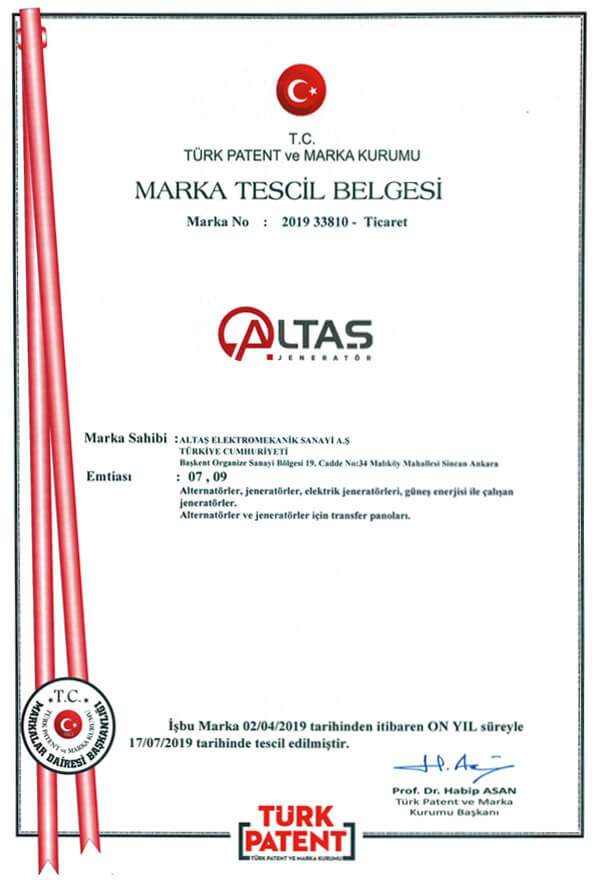 T.C.
TÜRK PATENT ve MARKA KURUMU
MARKA TESCİL BELGESİ
Marka No : 2019 33810 - Ticaret
ALTAS
JENERATÖR
Marka Sahibi : ALTAŞ ELEKTROMEKANİK SANAYİ A.Ş
TÜRKİYE CUMHURİYETİ
Başkent Organize Sanayi Bölgesi 19. Cadde No:34 Malıköy Mahallesi Sincan Ankara
Emtiası : 07 , 09
Alternatörler, jeneratörler, elektrik jeneratörleri, güneş enerjisi ile çalışan
jeneratörler.
Alternatörler ve jeneratörler için transfer panoları.
T.C.
TÜRK PATENT ve MARKA KURUMU
MARKALAR DAİRESİ BAŞKANLIĞI
İşbu Marka 02/04/2019 tarihinden itibaren ON YIL süreyle
17/07/2019 tarihinde tescil edilmiştir.
Prof. Dr. Habip ASAN
Türk Patent ve Marka
Kurumu Başkanı
TÜRK
PATENT
TÜRK PATENT VE MARKA KURUMU